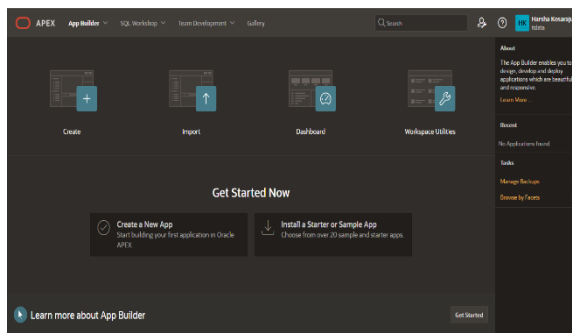 APEX App Builder SQL Workshop Team Development Gallery Search HK Harsha Kosaraju
About
The App Builder enables you to
design, develop and deploy
applications which are beautiful
and responsive.
Learn More ...
Create Import Dashboard Workspace Utilities
Recent
No Applications found
Tasks
Manage Backups
Browse by Facets
Get Started Now
Create a New App
Start building your first application in Oracle
APEX.
Install a Starter or Sample App
Choose from over 20 sample and starter apps.
Learn more about App Builder
Get Started